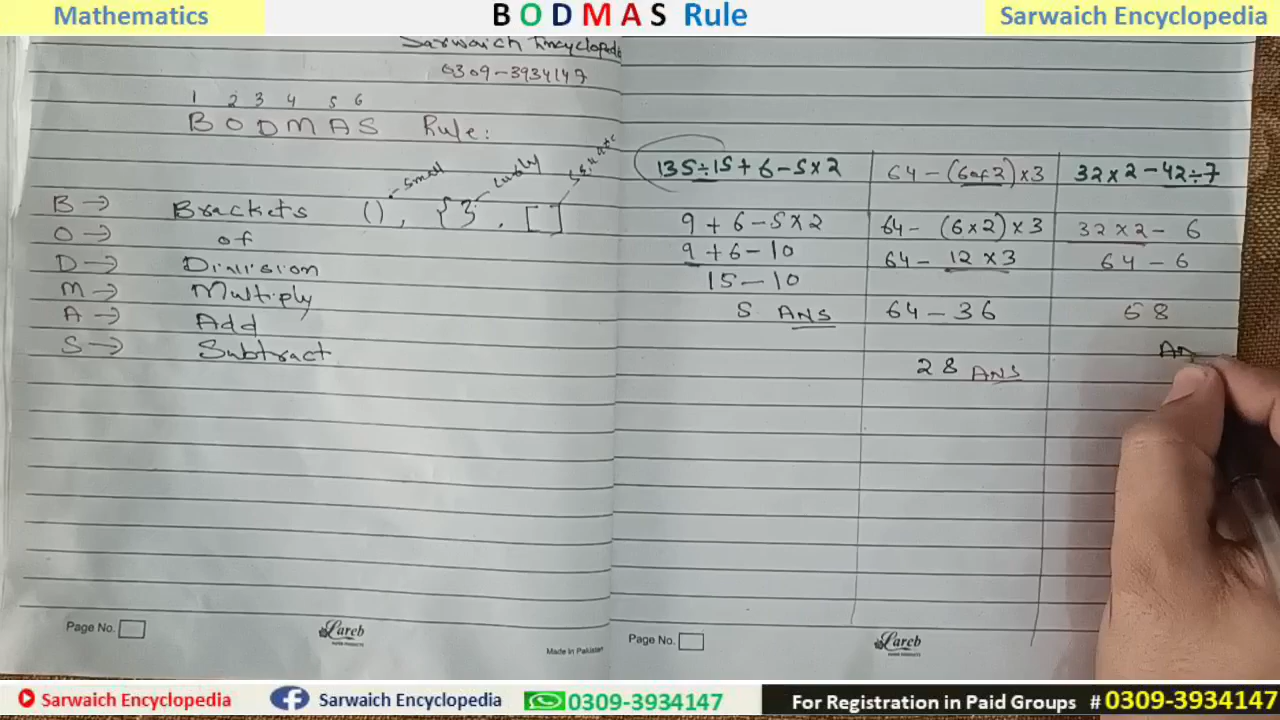 Mathematics
BODMAS Rule
Sarwaich Encyclopedia
Sarwaich Encyclopedia
0309-3934147
1 2 3 4 5 6
BODMAS Rule:
small
curly
B → Brackets (), {}, []
O → of
D → Division
M → Multiply
A → Add
S → Subtract
135÷15+6-5×2
9+6-5×2
9+6-10
15-10
5 Ans
64-(6of2)×3
64-(6×2)×3
64-12×3
64-36
28 Ans
32×2-42÷7
32×2-6
64-6
58
An
Page No.
Lareb
Made in Pakistan
Page No.
Lareb
Sarwaich Encyclopedia
Sarwaich Encyclopedia
0309-3934147
For Registration in Paid Groups # 0309-3934147